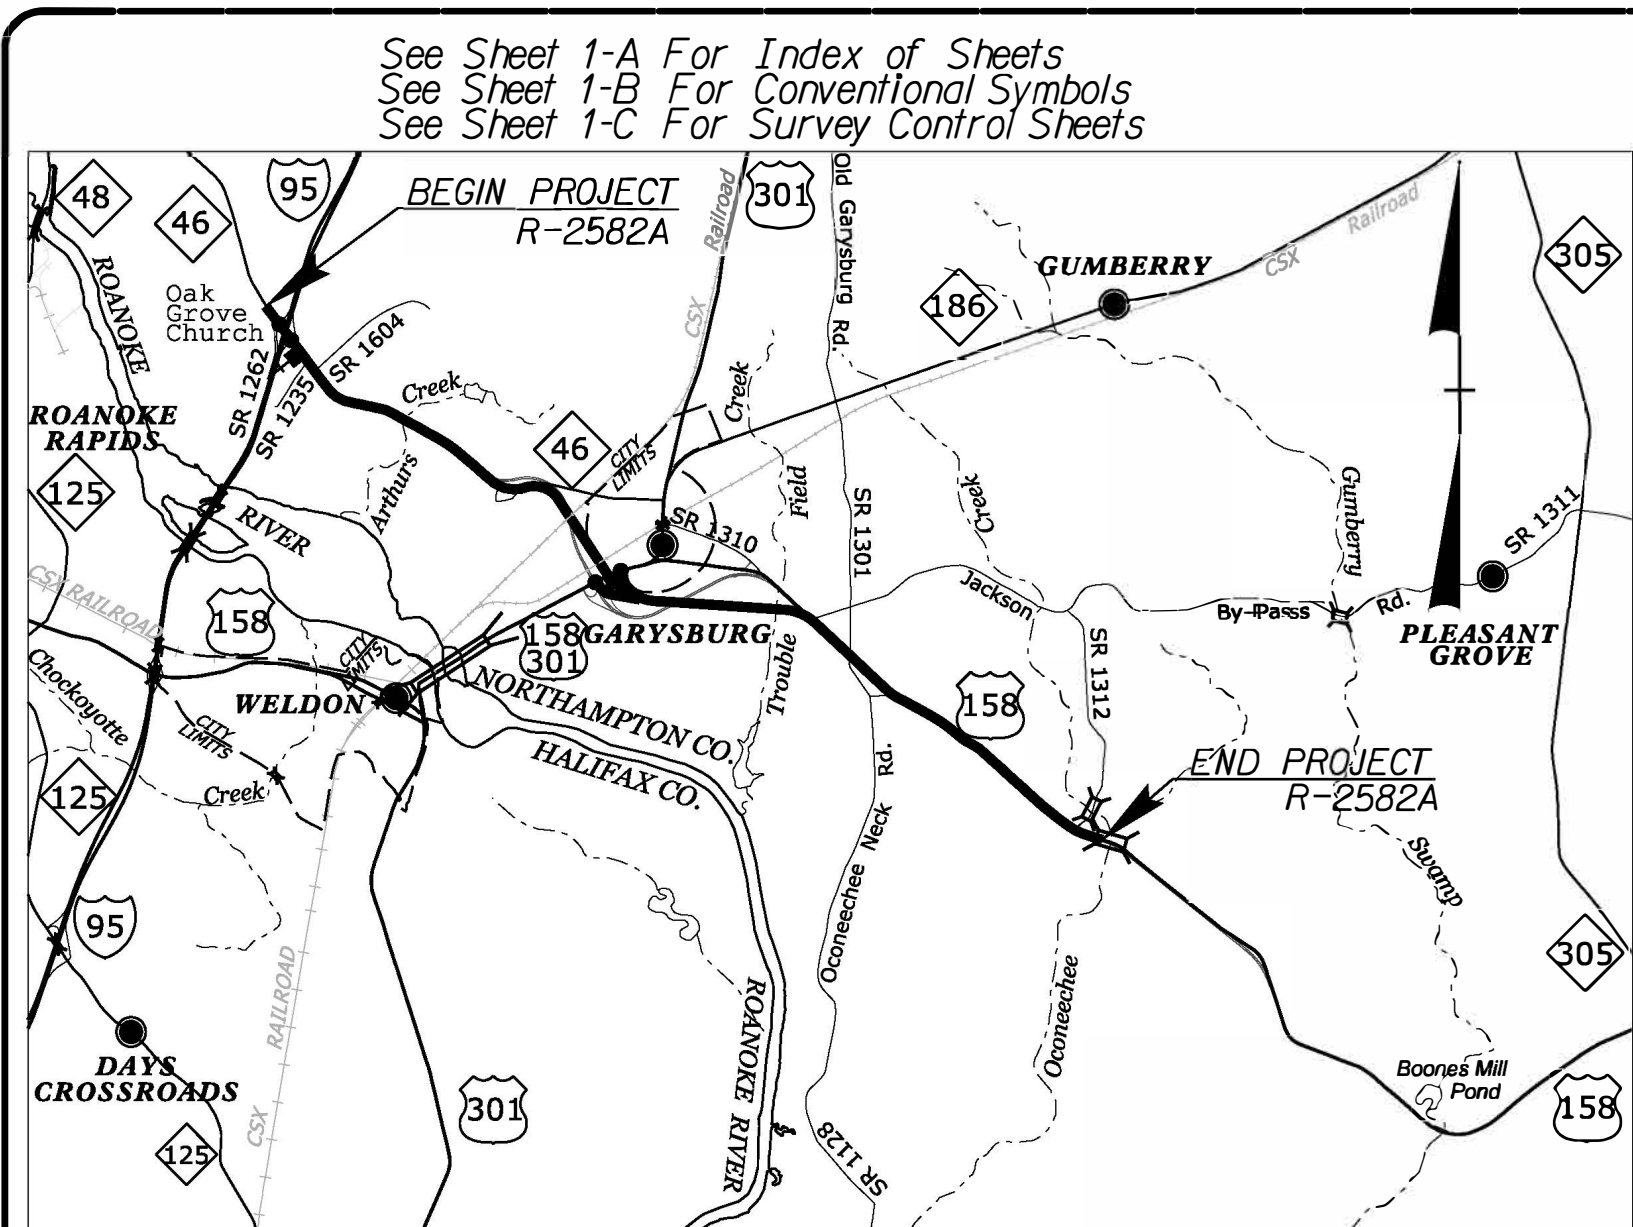 See Sheet 1-A For Index of Sheets
See Sheet 1-B For Conventional Symbols
See Sheet 1-C For Survey Control Sheets
48
46
95
BEGIN PROJECT
R-2582A
Railroad
301
Old Garysburg Rd.
Railroad
305
ROANOKE
Oak
Grove
Church
GUMBERRY
CSX
186
CSX
SR 1262
SR 1235
SR 1604
Creek
Creek
ROANOKE
RAPIDS
46
CITY
LIMITS
125
Arthurs
Field
Creek
Gumberry
SR 1311
RIVER
SR 1310
SR 1301
CSX RAILROAD
158
Jackson
By-Passs
Rd.
158
301
GARYSBURG
PLEASANT
GROVE
Chockoyotte
CITY
LIMITS
WELDON
NORTHAMPTON CO.
Trouble
SR 1312
158
CITY
LIMITS
HALIFAX CO.
END PROJECT
R-2582A
125
Creek
Oconeechee Neck Rd.
Swamp
95
RAILROAD
305
ROANOKE RIVER
Oconeechee
DAYS
CROSSROADS
Boones Mill
Pond
301
158
CSX
125
SR 1128